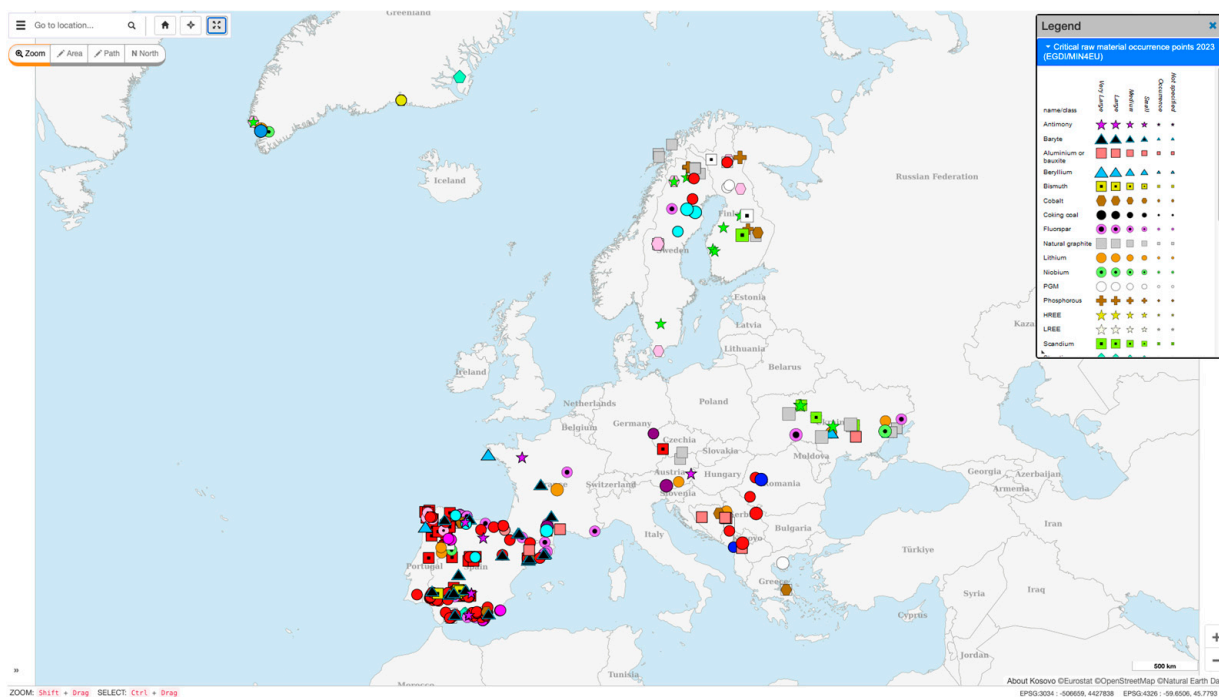 Go to location...
Zoom
Area
Path
N North
Greenland
Iceland
Russian Federation
Sweden
Estonia
Latvia
Lithuania
Belarus
Ireland
Netherlands
Poland
Germany
Belgium
Czechia
Slovakia
Moldova
Austria
Hungary
Switzerland
Slovenia
Romania
Italy
Bulgaria
Georgia
Azerbaijan
Armenia
Portugal
Spain
Greece
Türkiye
Iran
Syria
Iraq
Cyprus
Jordan
Tunisia
Morocco
Legend
Critical raw material occurrence points 2023
(EGDI/MIN4EU)
name/class
Very Large
Large
Medium
Small
Occurrence
Not specified
Antimony
Baryte
Aluminium or
bauxite
Beryllium
Bismuth
Cobalt
Coking coal
Fluorspar
Natural graphite
Lithium
Niobium
PGM
Phosphorous
HREE
LREE
Scandium
500 km
»
About Kosovo ©Eurostat ©OpenStreetMap ©Natural Earth Da
ZOOM: Shift + Drag SELECT: Ctrl + Drag
EPSG:3034 : -506659, 4427838 EPSG:4326 : -59.6506, 45.7793